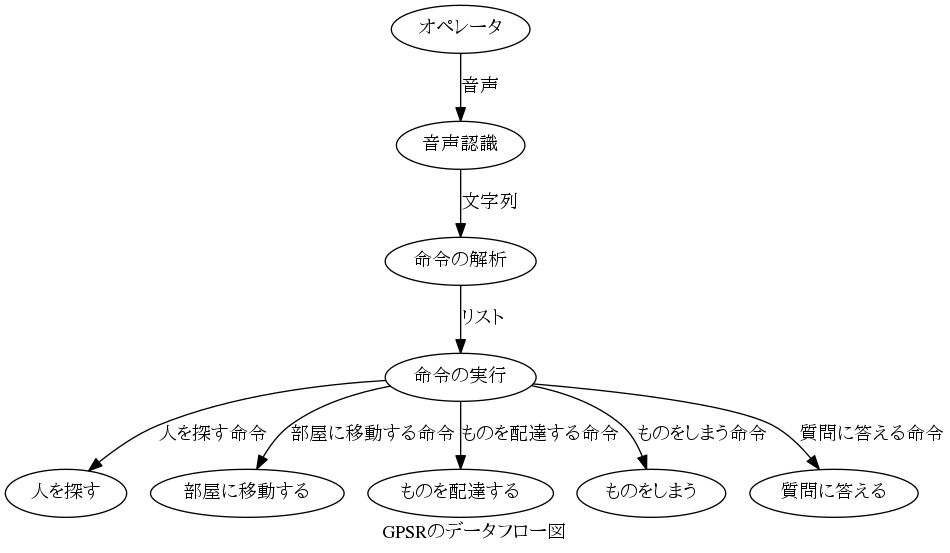 オペレータ
音声
音声認識
文字列
命令の解析
リスト
命令の実行
人を探す命令
部屋に移動する命令
ものを配達する命令
ものをしまう命令
質問に答える命令
人を探す
部屋に移動する
ものを配達する
ものをしまう
質問に答える
GPSRのデータフロー図